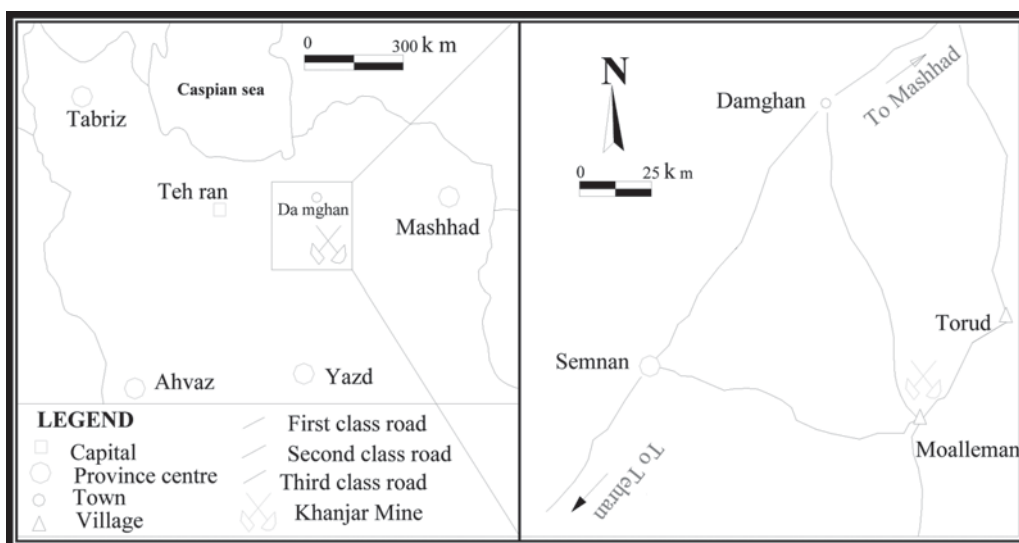 0 300 k m
Caspian sea
Tabriz
Teh ran
Da mghan
Mashhad
Ahvaz
Yazd
LEGEND
Capital
Province centre
Town
Village
First class road
Second class road
Third class road
Khanjar Mine
N
0 25 k m
Damghan
To Mashhad
Torud
Semnan
Moalleman
To Tehran